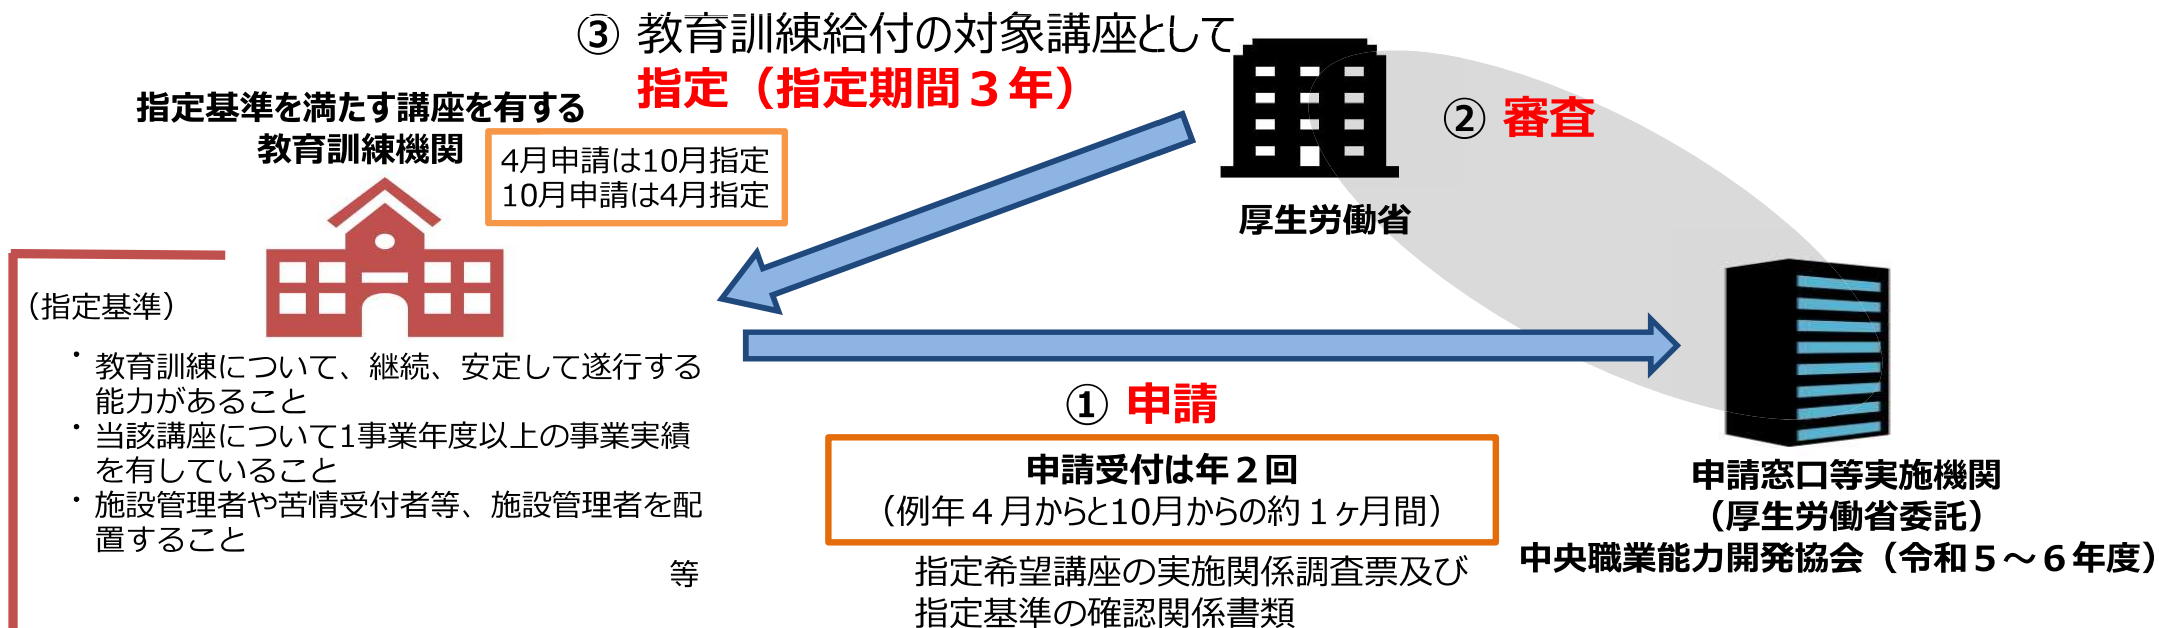 ③ 教育訓練給付の対象講座として
指定（指定期間３年）
指定基準を満たす講座を有する
教育訓練機関
4月申請は10月指定
10月申請は4月指定
② 審査
厚生労働省
（指定基準）
・教育訓練について、継続、安定して遂行する
能力があること
・当該講座について1事業年度以上の事業実績
を有していること
・施設管理者や苦情受付者等、施設管理者を配
置すること
等
① 申請
申請受付は年２回
（例年４月からと10月からの約１ヶ月間）
指定希望講座の実施関係調査票及び
指定基準の確認関係書類
申請窓口等実施機関
（厚生労働省委託）
中央職業能力開発協会（令和５～６年度）